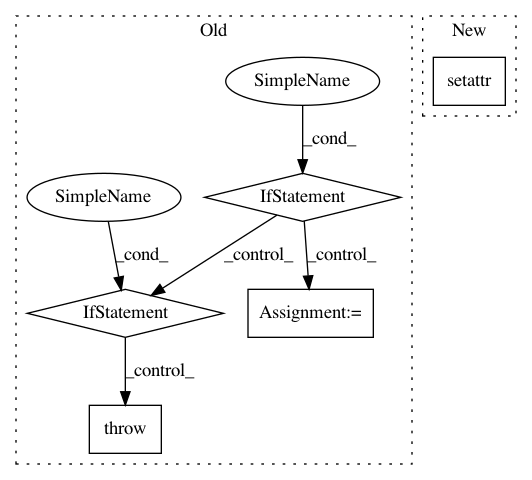 Old
New
SimpleName
setattr
_cond_
SimpleName
IfStatement
_cond_
_control_
_control_
IfStatement
Assignment:=
_control_
throw